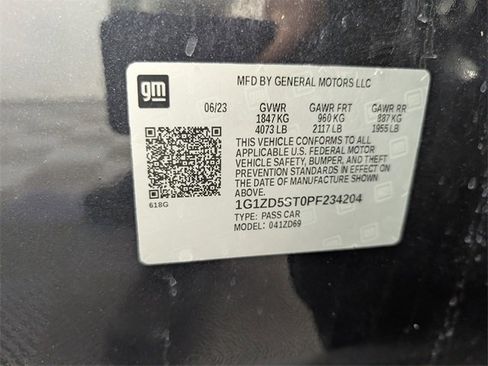 gm
MFD BY GENERAL MOTORS LLC
06/23 GVWR GAWR FRT GAWR RR
1847 KG 960 KG 887 KG
4073 LB 2117 LB 1955 LB
THIS VEHICLE CONFORMS TO ALL
APPLICABLE U.S. FEDERAL MOTOR
VEHICLE SAFETY, BUMPER, AND THEFT
PREVENTION STANDARDS IN EFFECT ON
THE DATE OF MANUFACTURE SHOWN
ABOVE.
618G
1G1ZD5ST0PF234204
TYPE: PASS CAR
MODEL: 041ZD69